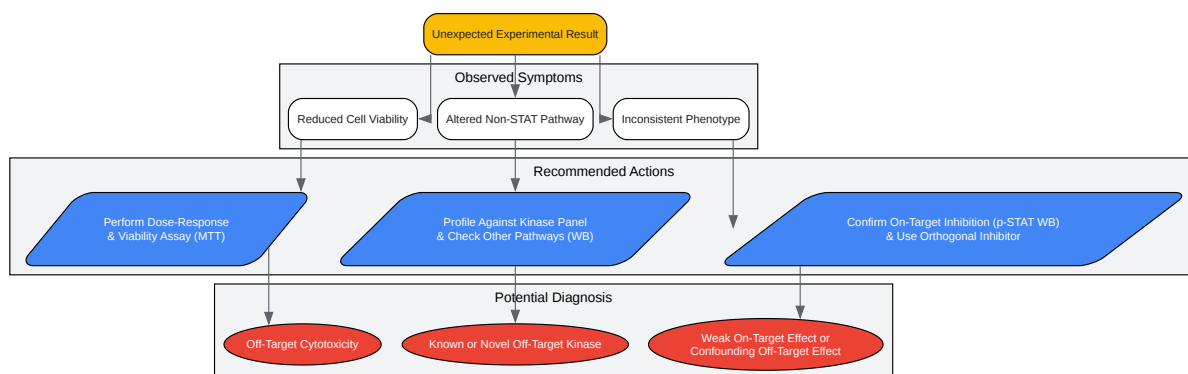 Unexpected Experimental Result
Observed Symptoms
Reduced Cell Viability
Altered Non-STAT Pathway
Inconsistent Phenotype
Recommended Actions
Perform Dose-Response
& Viability Assay (MTT)
Profile Against Kinase Panel
& Check Other Pathways (WB)
Confirm On-Target Inhibition (p-STAT WB)
& Use Orthogonal Inhibitor
Potential Diagnosis
Off-Target Cytotoxicity
Known or Novel Off-Target Kinase
Weak On-Target Effect or
Confounding Off-Target Effect